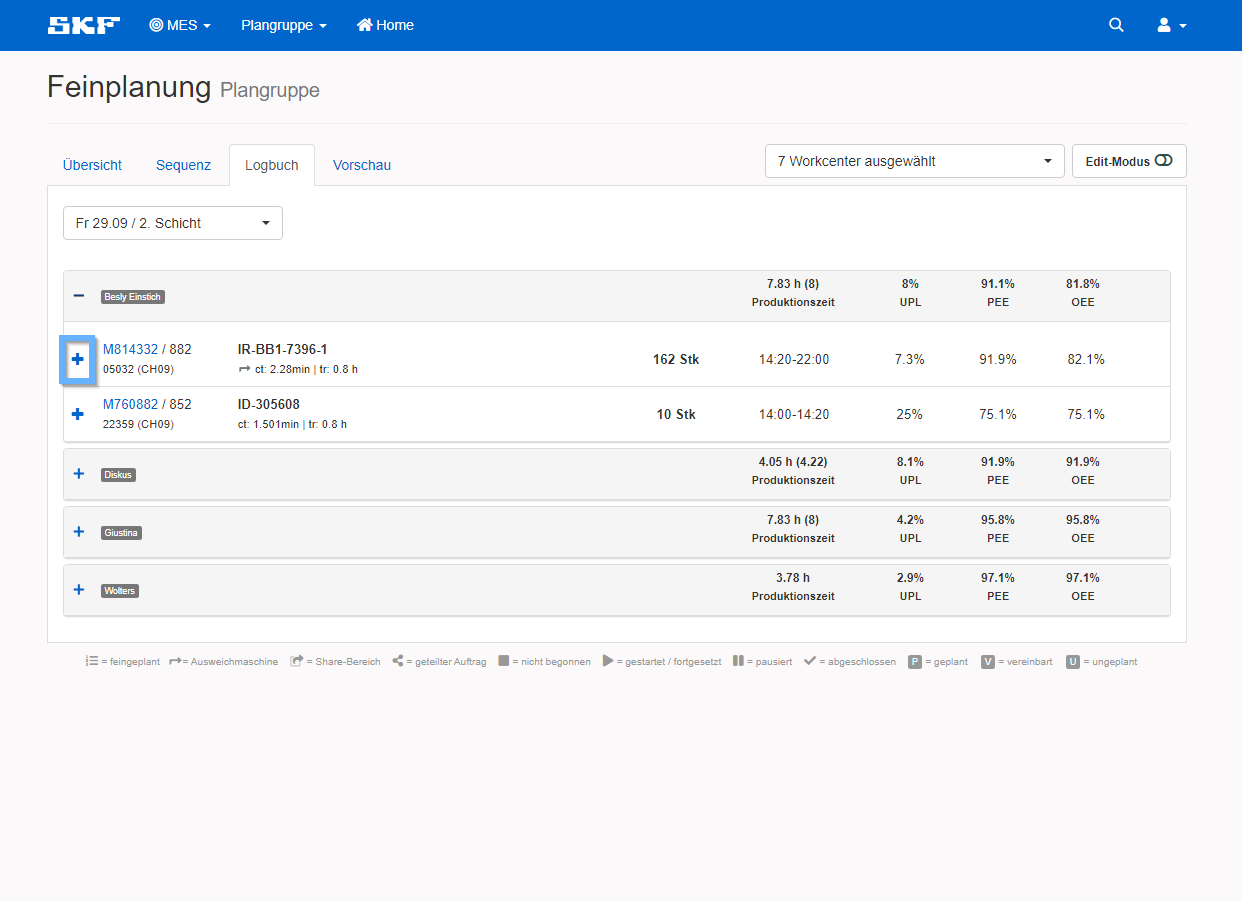 SKF MES Plangruppe Home
Feinplanung Plangruppe
Übersicht Sequenz Logbuch Vorschau 7 Workcenter ausgewählt Edit-Modus
Fr 29.09 / 2. Schicht
Besly Einstich
7.83 h (8) 8% 91.1% 81.8%
Produktionszeit UPL PEE OEE
M814332 / 882 IR-BB1-7396-1
05032 (CH09) ct: 2.28min | tr: 0.8 h
162 Stk 14:20-22:00 7.3% 91.9% 82.1%
M760882 / 852 ID-305608
22359 (CH09) ct: 1.501min | tr: 0.8 h
10 Stk 14:00-14:20 25% 75.1% 75.1%
Diskus
4.05 h (4.22) 8.1% 91.9% 91.9%
Produktionszeit UPL PEE OEE
Giustina
7.83 h (8) 4.2% 95.8% 95.8%
Produktionszeit UPL PEE OEE
Wolters
3.78 h 2.9% 97.1% 97.1%
Produktionszeit UPL PEE OEE
= feingeplant = Ausweichmaschine = Share-Bereich = geteilter Auftrag = nicht begonnen = gestartet / fortgesetzt = pausiert = abgeschlossen P = geplant V = vereinbart U = ungeplant